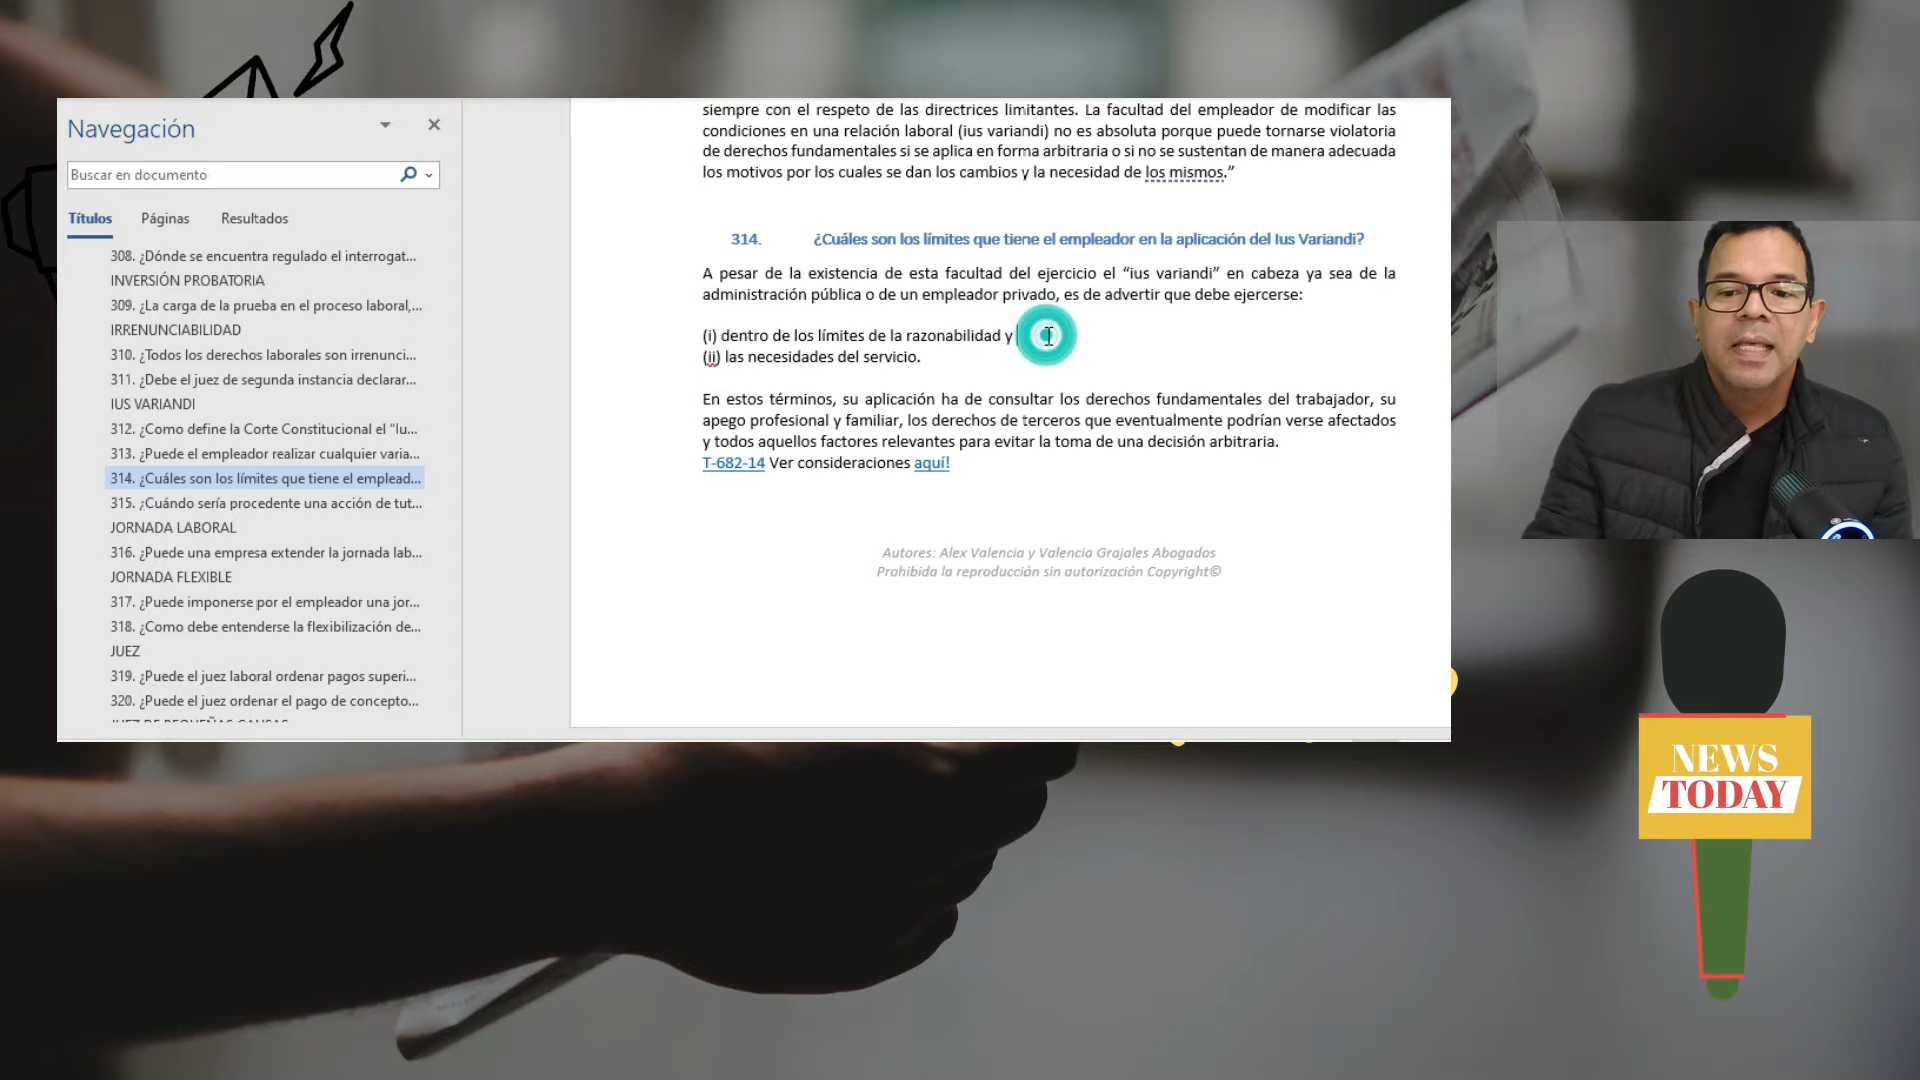 Navegación
Buscar en documento
Títulos Páginas Resultados
308. ¿Dónde se encuentra regulado el interrogat...
INVERSIÓN PROBATORIA
309. ¿La carga de la prueba en el proceso laboral,...
IRRENUNCIABILIDAD
310. ¿Todos los derechos laborales son irrenunci...
311. ¿Debe el juez de segunda instancia declarar...
IUS VARIANDI
312. ¿Como define la Corte Constitucional el “Iu...
313. ¿Puede el empleador realizar cualquier varia...
314. ¿Cuáles son los límites que tiene el emplead...
315. ¿Cuándo sería procedente una acción de tut...
JORNADA LABORAL
316. ¿Puede una empresa extender la jornada lab...
JORNADA FLEXIBLE
317. ¿Puede imponerse por el empleador una jor...
318. ¿Como debe entenderse la flexibilización de...
JUEZ
319. ¿Puede el juez laboral ordenar pagos superi...
320. ¿Puede el juez ordenar el pago de concepto...
JUEZ DE PEQUEÑAS CAUSAS
siempre con el respeto de las directrices limitantes. La facultad del empleador de modificar las
condiciones en una relación laboral (ius variandi) no es absoluta porque puede tornarse violatoria
de derechos fundamentales si se aplica en forma arbitraria o si no se sustentan de manera adecuada
los motivos por los cuales se dan los cambios y la necesidad de los mismos.”
314. ¿Cuáles son los límites que tiene el empleador en la aplicación del Ius Variandi?
A pesar de la existencia de esta facultad del ejercicio el “ius variandi” en cabeza ya sea de la
administración pública o de un empleador privado, es de advertir que debe ejercerse:
(i) dentro de los límites de la razonabilidad y
(ii) las necesidades del servicio.
En estos términos, su aplicación ha de consultar los derechos fundamentales del trabajador, su
apego profesional y familiar, los derechos de terceros que eventualmente podrían verse afectados
y todos aquellos factores relevantes para evitar la toma de una decisión arbitraria.
T-682-14 Ver consideraciones aquí!
Autores: Alex Valencia y Valencia Grajales Abogados
Prohibida la reproducción sin autorización Copyright©
NEWS
TODAY